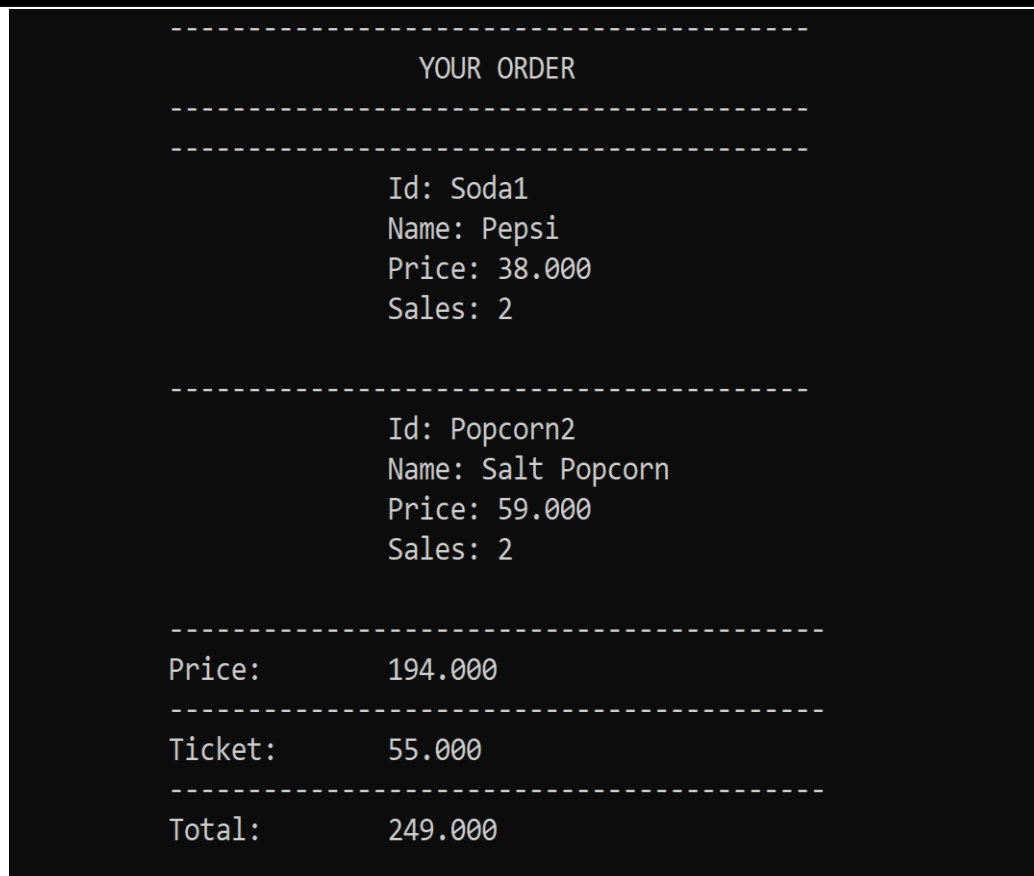 -----------------------------------------
YOUR ORDER
-----------------------------------------
-----------------------------------------
Id: Soda1
Name: Pepsi
Price: 38.000
Sales: 2
-----------------------------------------
Id: Popcorn2
Name: Salt Popcorn
Price: 59.000
Sales: 2
------------------------------------------
Price: 194.000
------------------------------------------
Ticket: 55.000
------------------------------------------
Total: 249.000